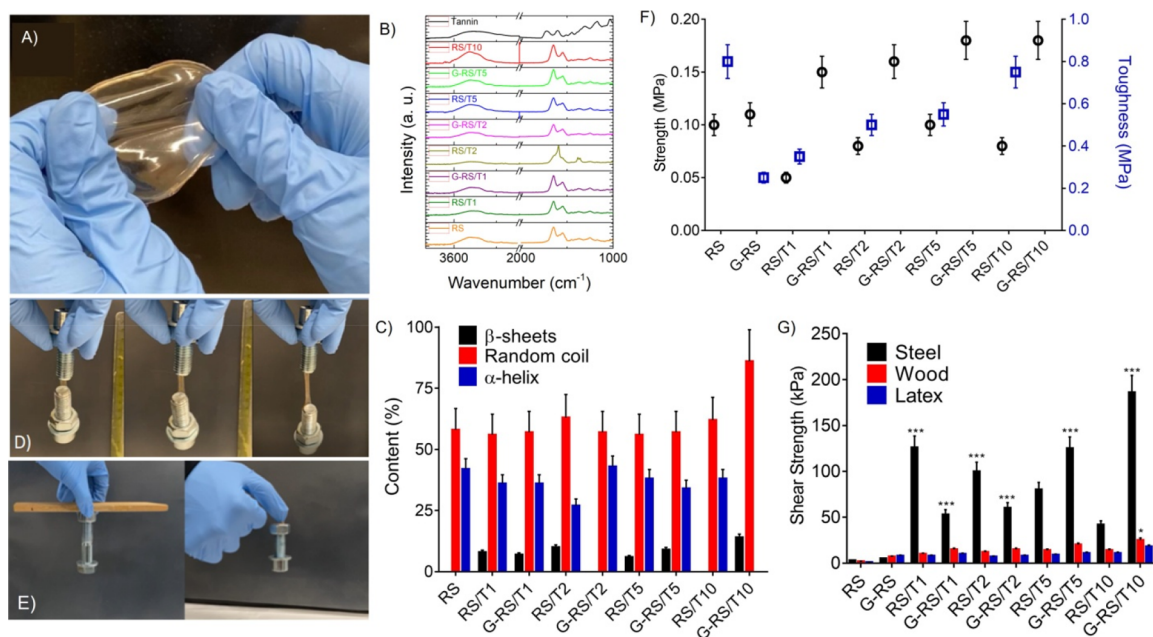 A)
B)
Tannin
RS/T10
G-RS/T5
RS/T5
G-RS/T2
RS/T2
G-RS/T1
RS/T1
RS
Intensity (a. u.)
3600 2000 1000
Wavenumber (cm-1)
C)
100
75
50
25
0
Content (%)
β-sheets
Random coil
α-helix
RS RS/T1 G-RS/T1 RS/T2 G-RS/T2 RS/T5 G-RS/T5 RS/T10 G-RS/T10
D)
E)
F)
0.20
0.15
0.10
0.05
0.00
Strength (MPa)
1.0
0.8
0.6
0.4
0.2
0.0
Toughness (MPa)
RS G-RS RS/T1 G-RS/T1 RS/T2 G-RS/T2 RS/T5 G-RS/T5 RS/T10 G-RS/T10
G)
250
200
150
100
50
0
Shear Strength (kPa)
Steel
Wood
Latex
*** *** *** *** *** *** *
RS G-RS RS/T1 G-RS/T1 RS/T2 G-RS/T2 RS/T5 G-RS/T5 RS/T10 G-RS/T10